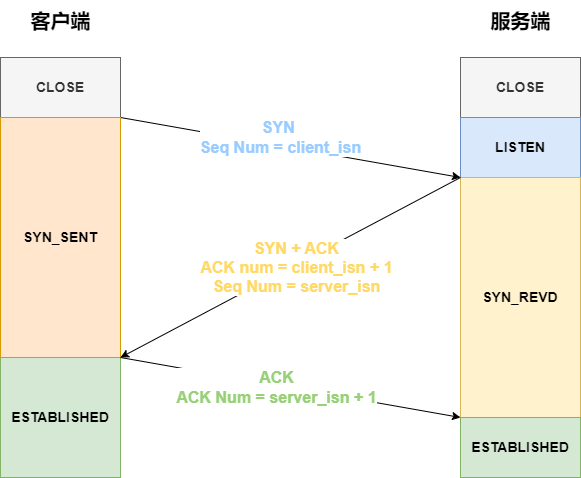 客户端
服务端
CLOSE
CLOSE
SYN
Seq Num = client_isn
LISTEN
SYN_SENT
SYN + ACK
ACK num = client_isn + 1
Seq Num = server_isn
SYN_REVD
ACK
ACK Num = server_isn + 1
ESTABLISHED
ESTABLISHED